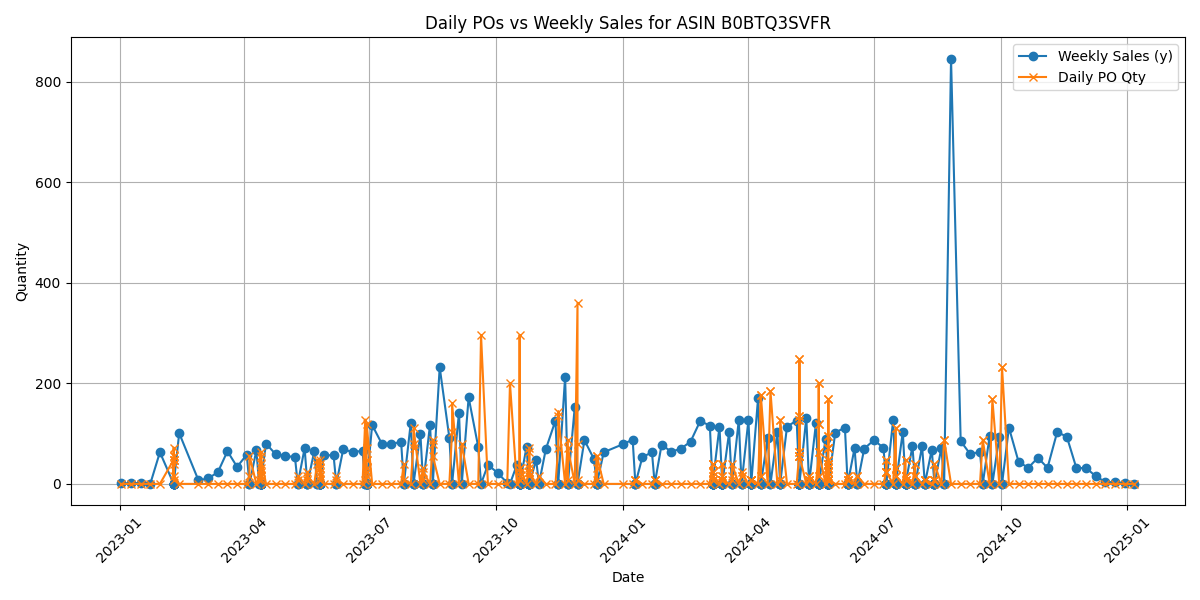 Daily POs vs Weekly Sales for ASIN B0BTQ3SVFR
Weekly Sales (y)
Daily PO Qty
Quantity
800
600
400
200
0
2023-01
2023-04
2023-07
2023-10
2024-01
2024-04
2024-07
2024-10
2025-01
Date